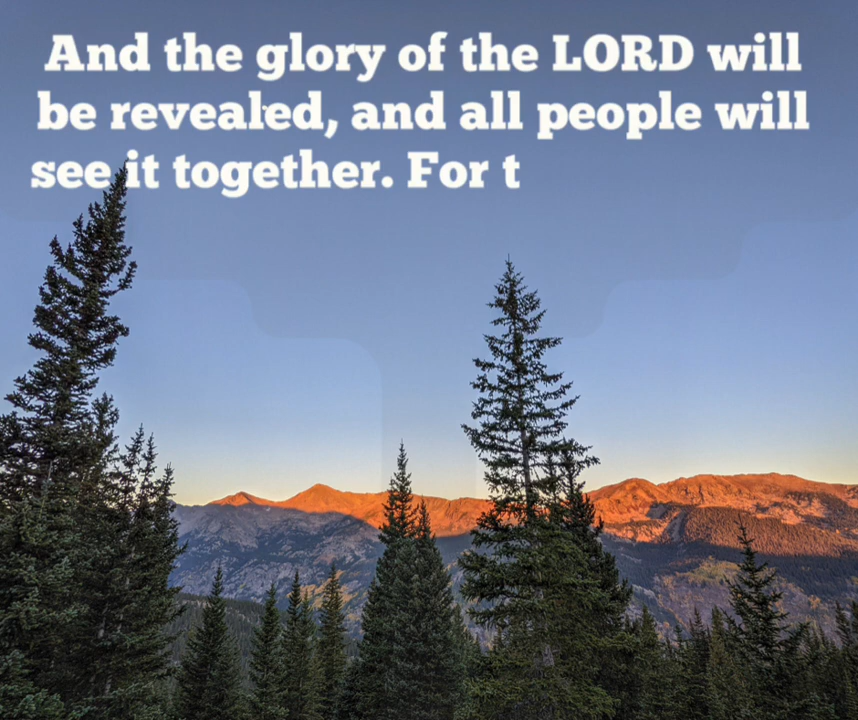 And the glory of the LORD will
be revealed, and all people will
see it together. For t